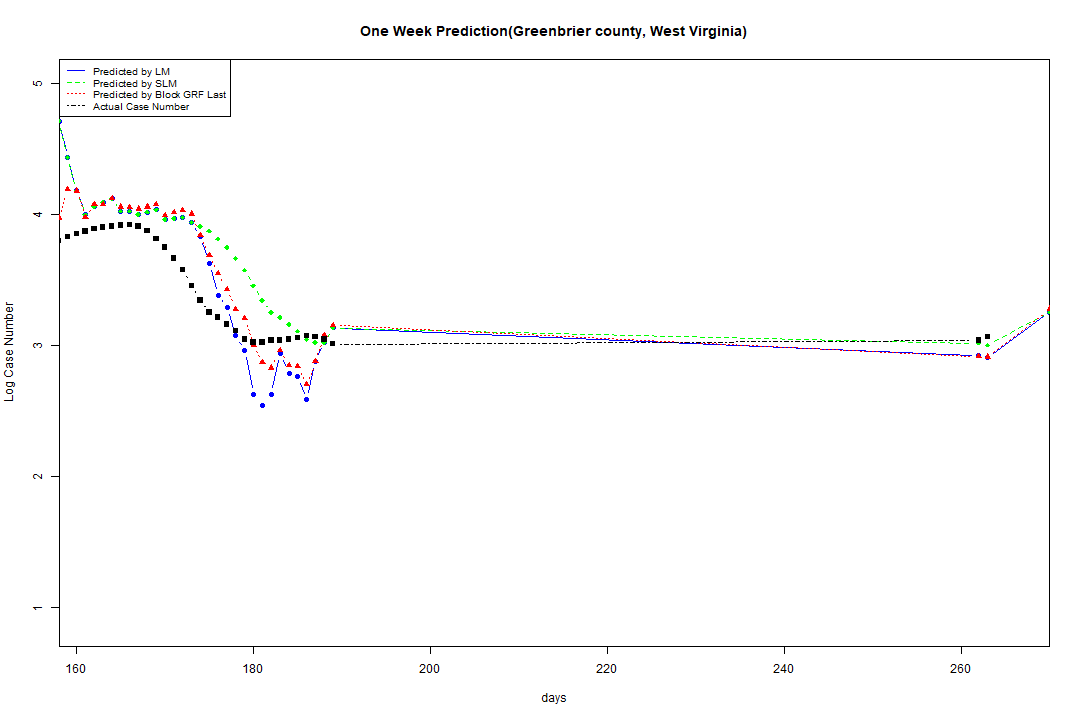 One Week Prediction(Greenbrier county, West Virginia)
Predicted by LM
Predicted by SLM
Predicted by Block GRF Last
Actual Case Number
5
4
3
2
1
Log Case Number
160 180 200 220 240 260
days